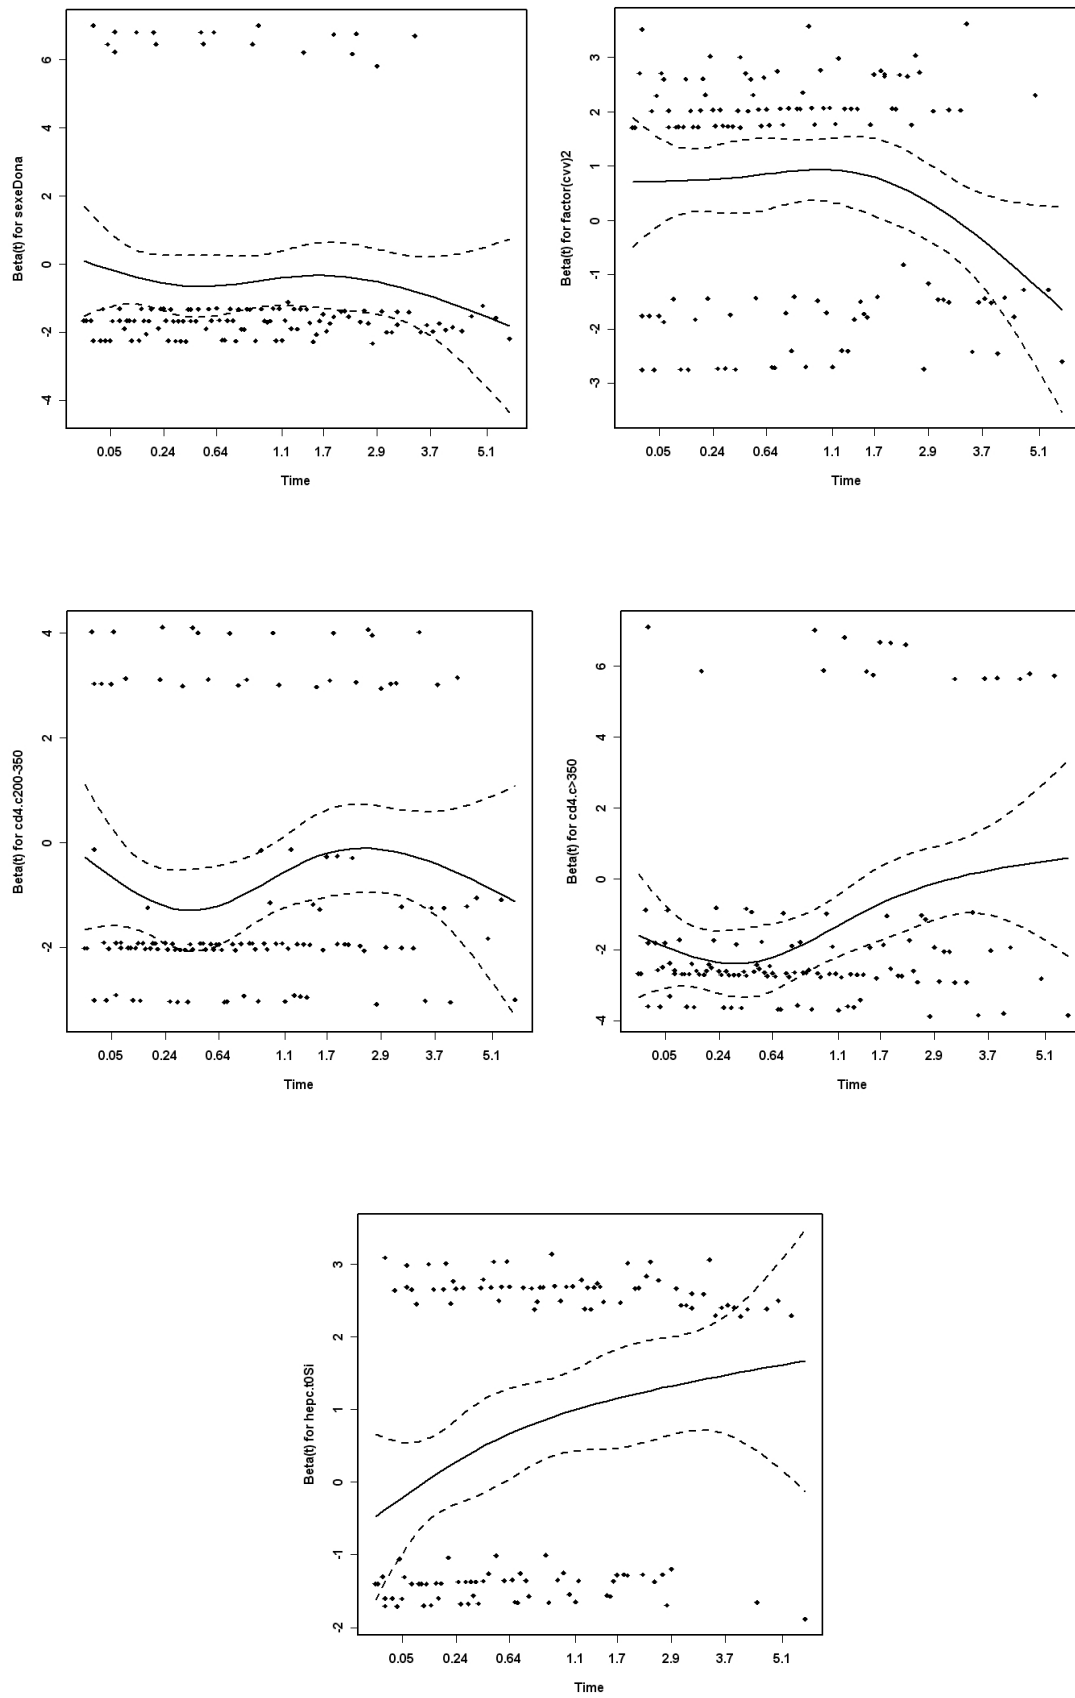 Beta(t) for sexeDona
6
4
2
0
-2
-4
0.05 0.24 0.64 1.1 1.7 2.9 3.7 5.1
Time
Beta(t) for factor(cvv)2
3
2
1
0
-1
-2
-3
0.05 0.24 0.64 1.1 1.7 2.9 3.7 5.1
Time
Beta(t) for cd4.c200-350
4
2
0
-2
0.05 0.24 0.64 1.1 1.7 2.9 3.7 5.1
Time
Beta(t) for cd4.c>350
6
4
2
0
-2
-4
0.05 0.24 0.64 1.1 1.7 2.9 3.7 5.1
Time
Beta(t) for hepc.t0Si
3
2
1
0
-1
-2
0.05 0.24 0.64 1.1 1.7 2.9 3.7 5.1
Time